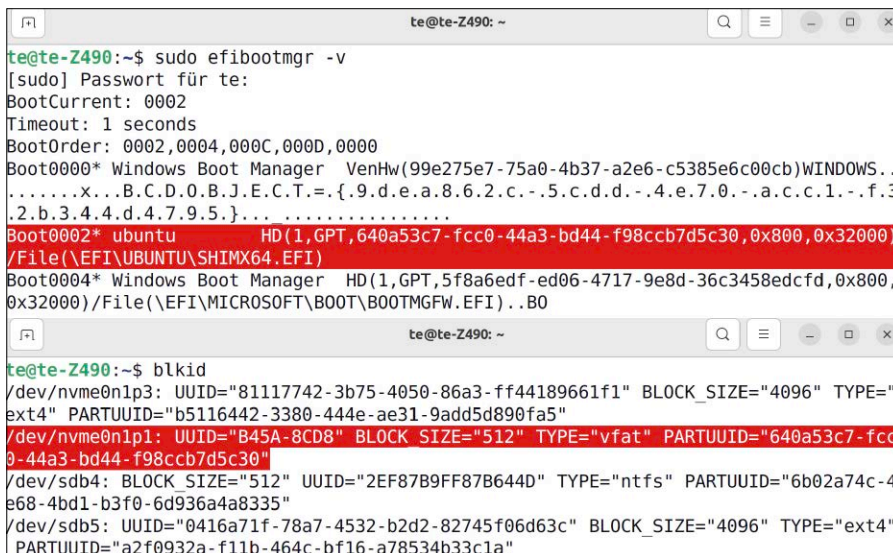 te@te-Z490: ~
te@te-Z490:~$ sudo efibootmgr -v
[sudo] Passwort für te:
BootCurrent: 0002
Timeout: 1 seconds
BootOrder: 0002,0004,000C,000D,0000
Boot0000* Windows Boot Manager  VenHw(99e275e7-75a0-4b37-a2e6-c5385e6c00cb)WINDOWS..
.......x...B.C.D.O.B.J.E.C.T.=.{.9.d.e.a.8.6.2.c.-.5.c.d.d.-.4.e.7.0.-.a.c.c.1.-.f.3
.2.b.3.4.4.d.4.7.9.5.}..._................
Boot0002* ubuntu        HD(1,GPT,640a53c7-fcc0-44a3-bd44-f98ccb7d5c30,0x800,0x32000)
/File(\EFI\UBUNTU\SHIMX64.EFI)
Boot0004* Windows Boot Manager  HD(1,GPT,5f8a6edf-ed06-4717-9e8d-36c3458edcfd,0x800,
0x32000)/File(\EFI\MICROSOFT\BOOT\BOOTMGFW.EFI)..BO
te@te-Z490: ~
te@te-Z490:~$ blkid
/dev/nvme0n1p3: UUID="81117742-3b75-4050-86a3-ff44189661f1" BLOCK_SIZE="4096" TYPE="
ext4" PARTUUID="b5116442-3380-444e-ae31-9add5d890fa5"
/dev/nvme0n1p1: UUID="B45A-8CD8" BLOCK_SIZE="512" TYPE="vfat" PARTUUID="640a53c7-fcc
0-44a3-bd44-f98ccb7d5c30"
/dev/sdb4: BLOCK_SIZE="512" UUID="2EF87B9FF87B644D" TYPE="ntfs" PARTUUID="6b02a74c-4
e68-4bd1-b3f0-6d936a4a8335"
/dev/sdb5: UUID="0416a71f-78a7-4532-b2d2-82745f06d63c" BLOCK_SIZE="4096" TYPE="ext4"
PARTUUID="a2f0932a-f11b-464c-bf16-a78534b33c1a"